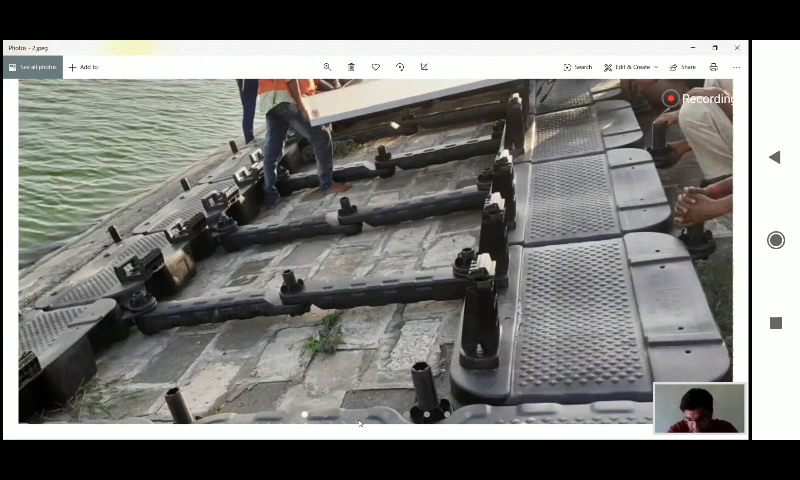 Photos - 2.jpeg
See all photos
Add to
Search
Edit & Create
Share
Recording